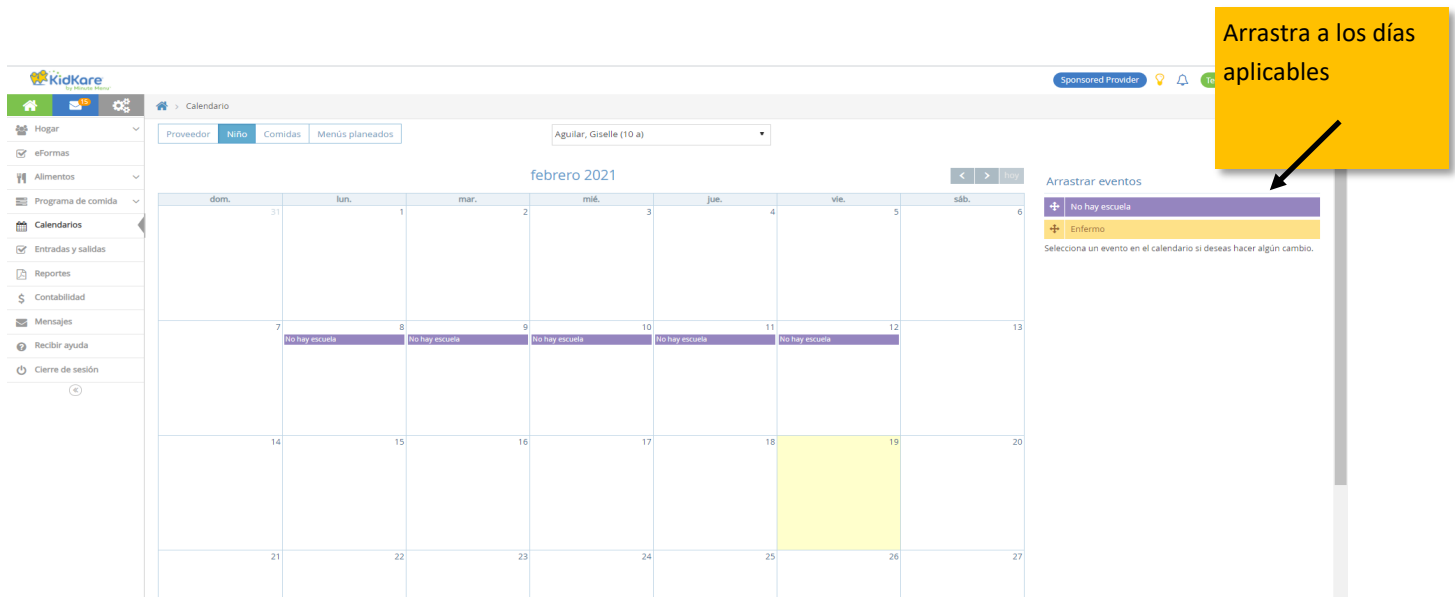 Arrastra a los días
aplicables
KidKare
by Minute Menu
Sponsored Provider
Te
15
Calendario
Hogar
eFormas
Alimentos
Programa de comida
Calendarios
Entradas y salidas
Reportes
Contabilidad
Mensajes
Recibir ayuda
Cierre de sesión
Proveedor Niño Comidas Menús planeados
Aguilar, Giselle (10 a)
febrero 2021
hoy
dom. lun. mar. mié. jue. vie. sáb.
31 1 2 3 4 5 6
7 8 9 10 11 12 13
No hay escuela No hay escuela No hay escuela No hay escuela No hay escuela
14 15 16 17 18 19 20
21 22 23 24 25 26 27
Arrastrar eventos
No hay escuela
Enfermo
Selecciona un evento en el calendario si deseas hacer algún cambio.